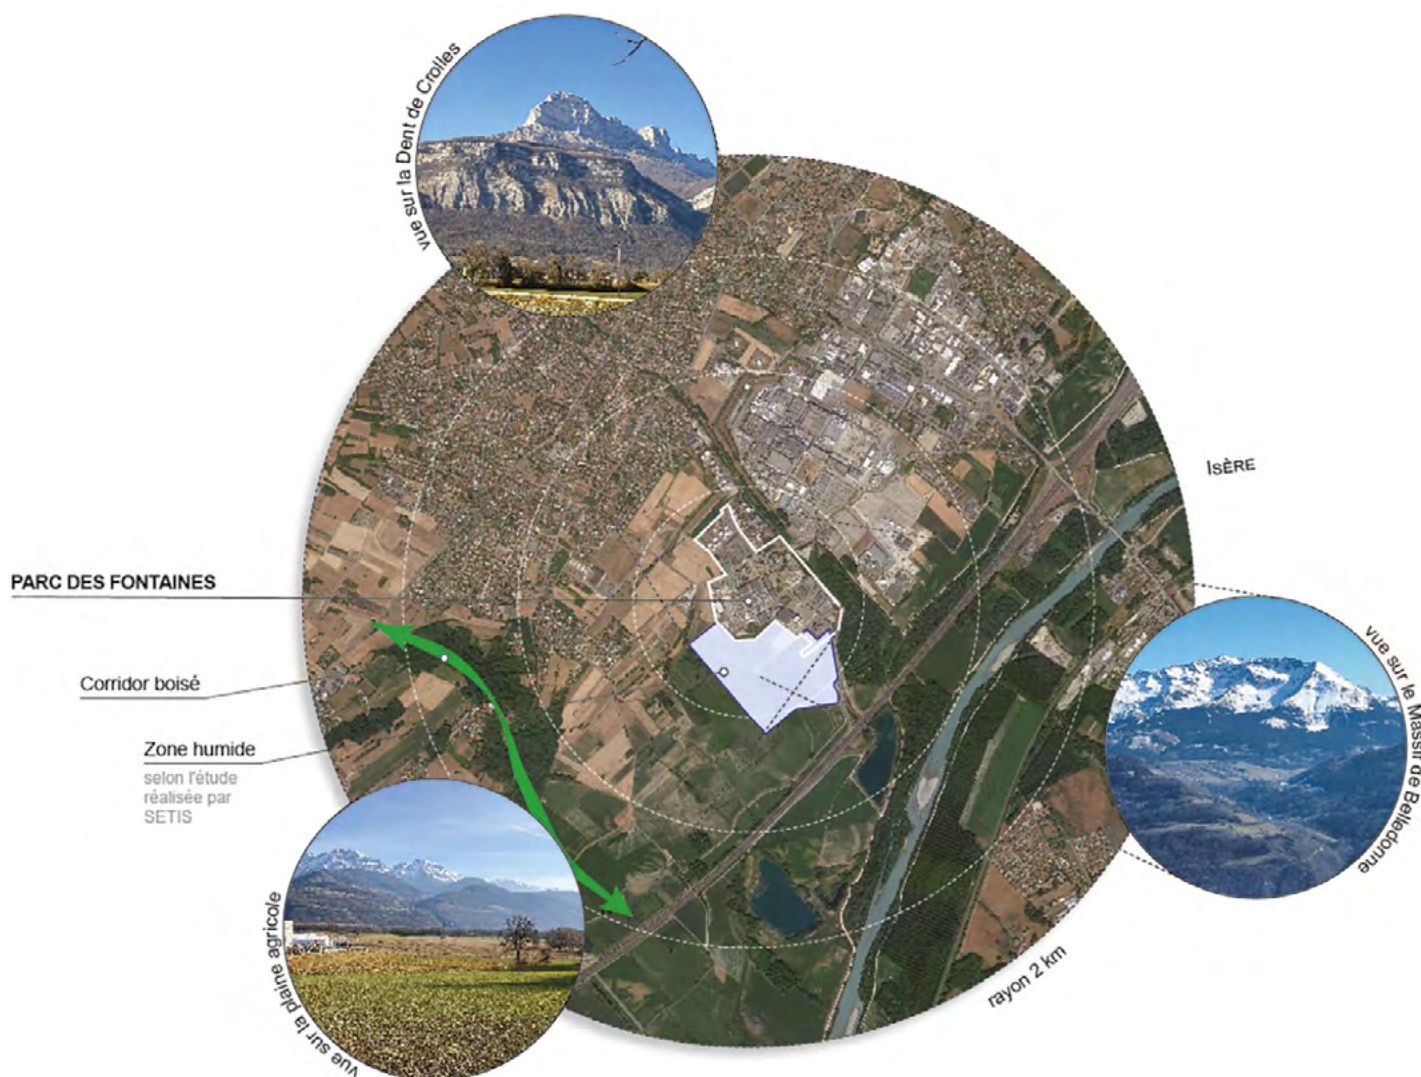 vue sur la Dent de Crolles
ISÈRE
PARC DES FONTAINES
vue sur le Massif de Belledonne
Corridor boisé
Zone humide
selon l'étude
réalisée par
SETIS
vue sur la plaine agricole
rayon 2 km